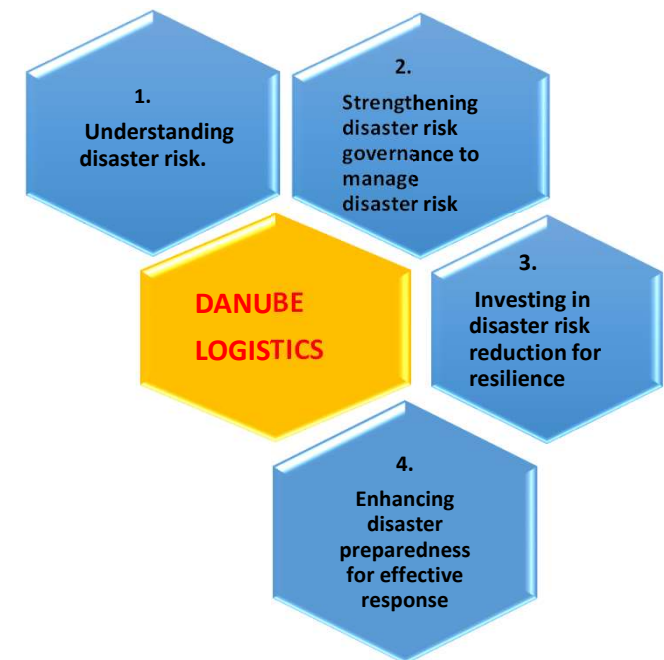 1.
Understanding
disaster risk.
2.
Strengthening
disaster risk
governance to
manage
disaster risk
DANUBE
LOGISTICS
3.
Investing in
disaster risk
reduction for
resilience
4.
Enhancing
disaster
preparedness
for effective
response